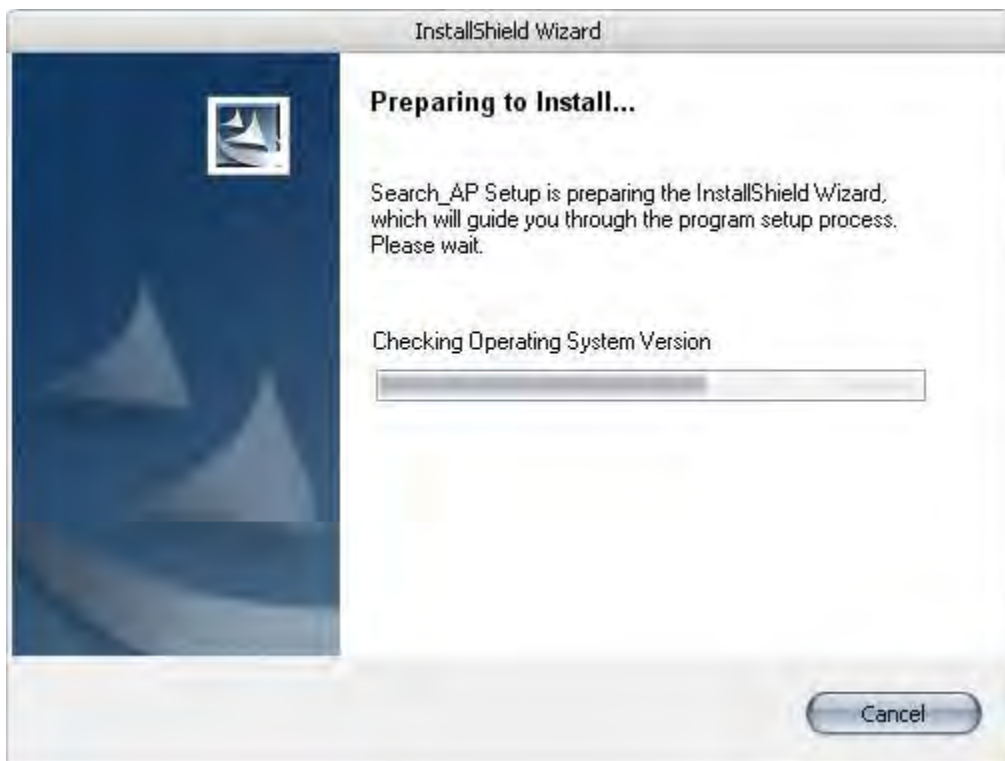 InstallShield Wizard
Preparing to Install...
Search_AP Setup is preparing the InstallShield Wizard,
which will guide you through the program setup process.
Please wait.
Checking Operating System Version
Cancel